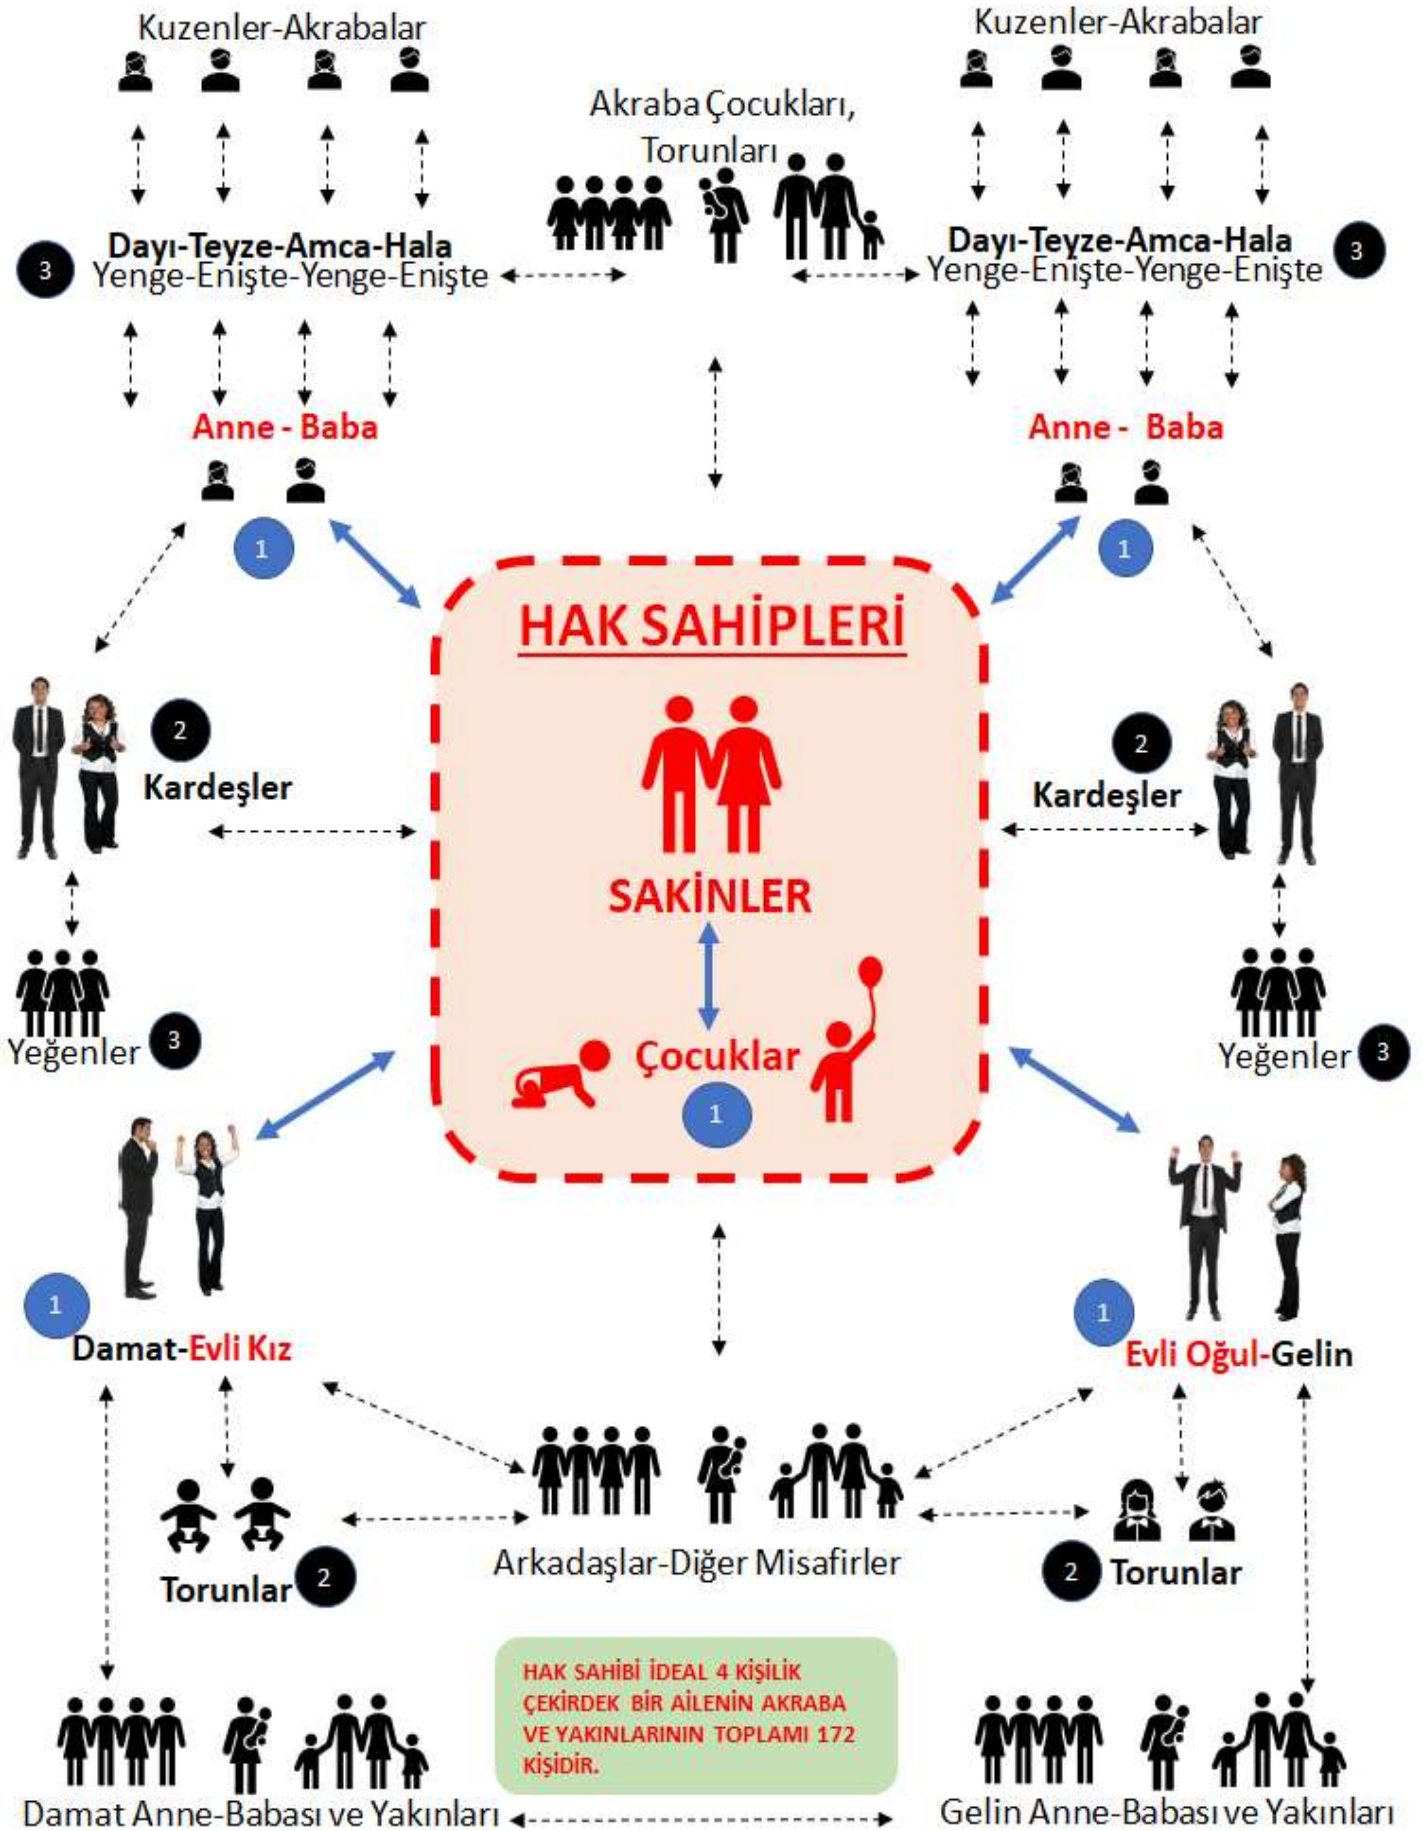 Kuzenler-Akrabalar
Kuzenler-Akrabalar
Akraba Çocukları,
Torunları
Dayı-Teyze-Amca-Hala
Yenge-Enişte-Yenge-Enişte
3
Dayı-Teyze-Amca-Hala
Yenge-Enişte-Yenge-Enişte
3
Anne - Baba
1
Anne - Baba
1
HAK SAHİPLERİ
SAKİNLER
Çocuklar
1
2
Kardeşler
2
Kardeşler
Yeğenler
3
Yeğenler
3
1
Damat-Evli Kız
1
Evli Oğul-Gelin
Torunlar
2
Arkadaşlar-Diğer Misafirler
2
Torunlar
HAK SAHİBİ İDEAL 4 KİŞİLİK
ÇEKİRDEK BİR AİLENİN AKRABA
VE YAKINLARININ TOPLAMI 172
KİŞİDİR.
Damat Anne-Babası ve Yakınları
Gelin Anne-Babası ve Yakınları